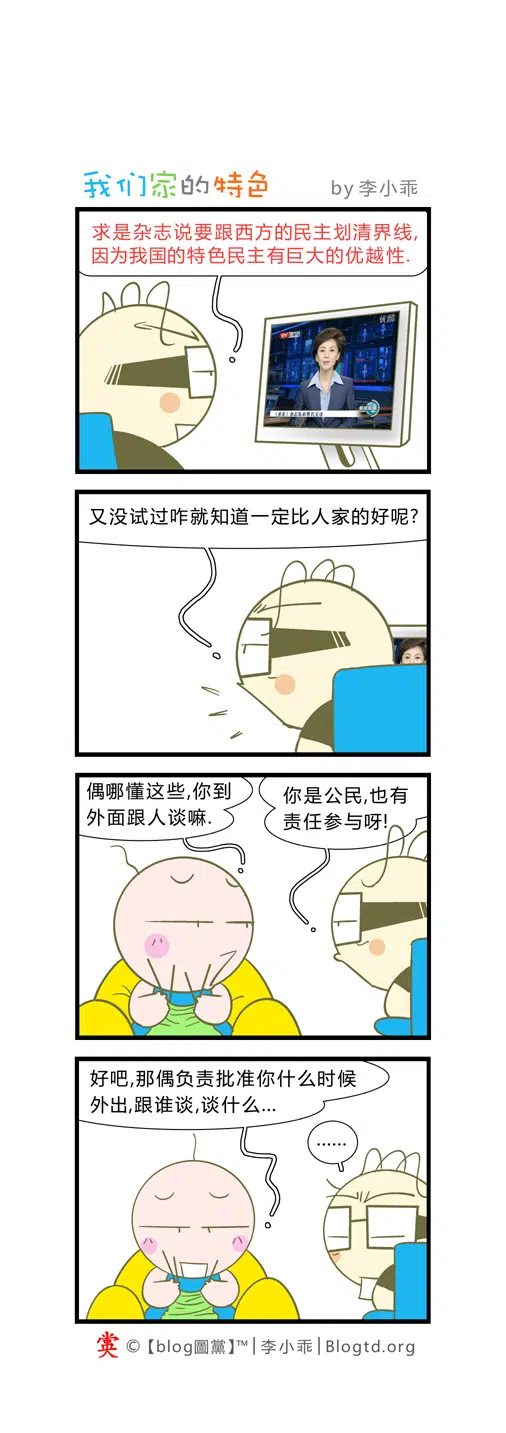 我们家的特色
by 李小乖
求是杂志说要跟西方的民主划清界线,
因为我国的特色民主有巨大的优越性.
优酷
又没试过咋就知道一定比人家的好呢?
偶哪懂这些,你到
外面跟人谈嘛.
你是公民,也有
责任参与呀!
好吧,那偶负责批准你什么时候
外出,跟谁谈,谈什么...
......
©【blog圖黨】™|李小乖|Blogtd.org